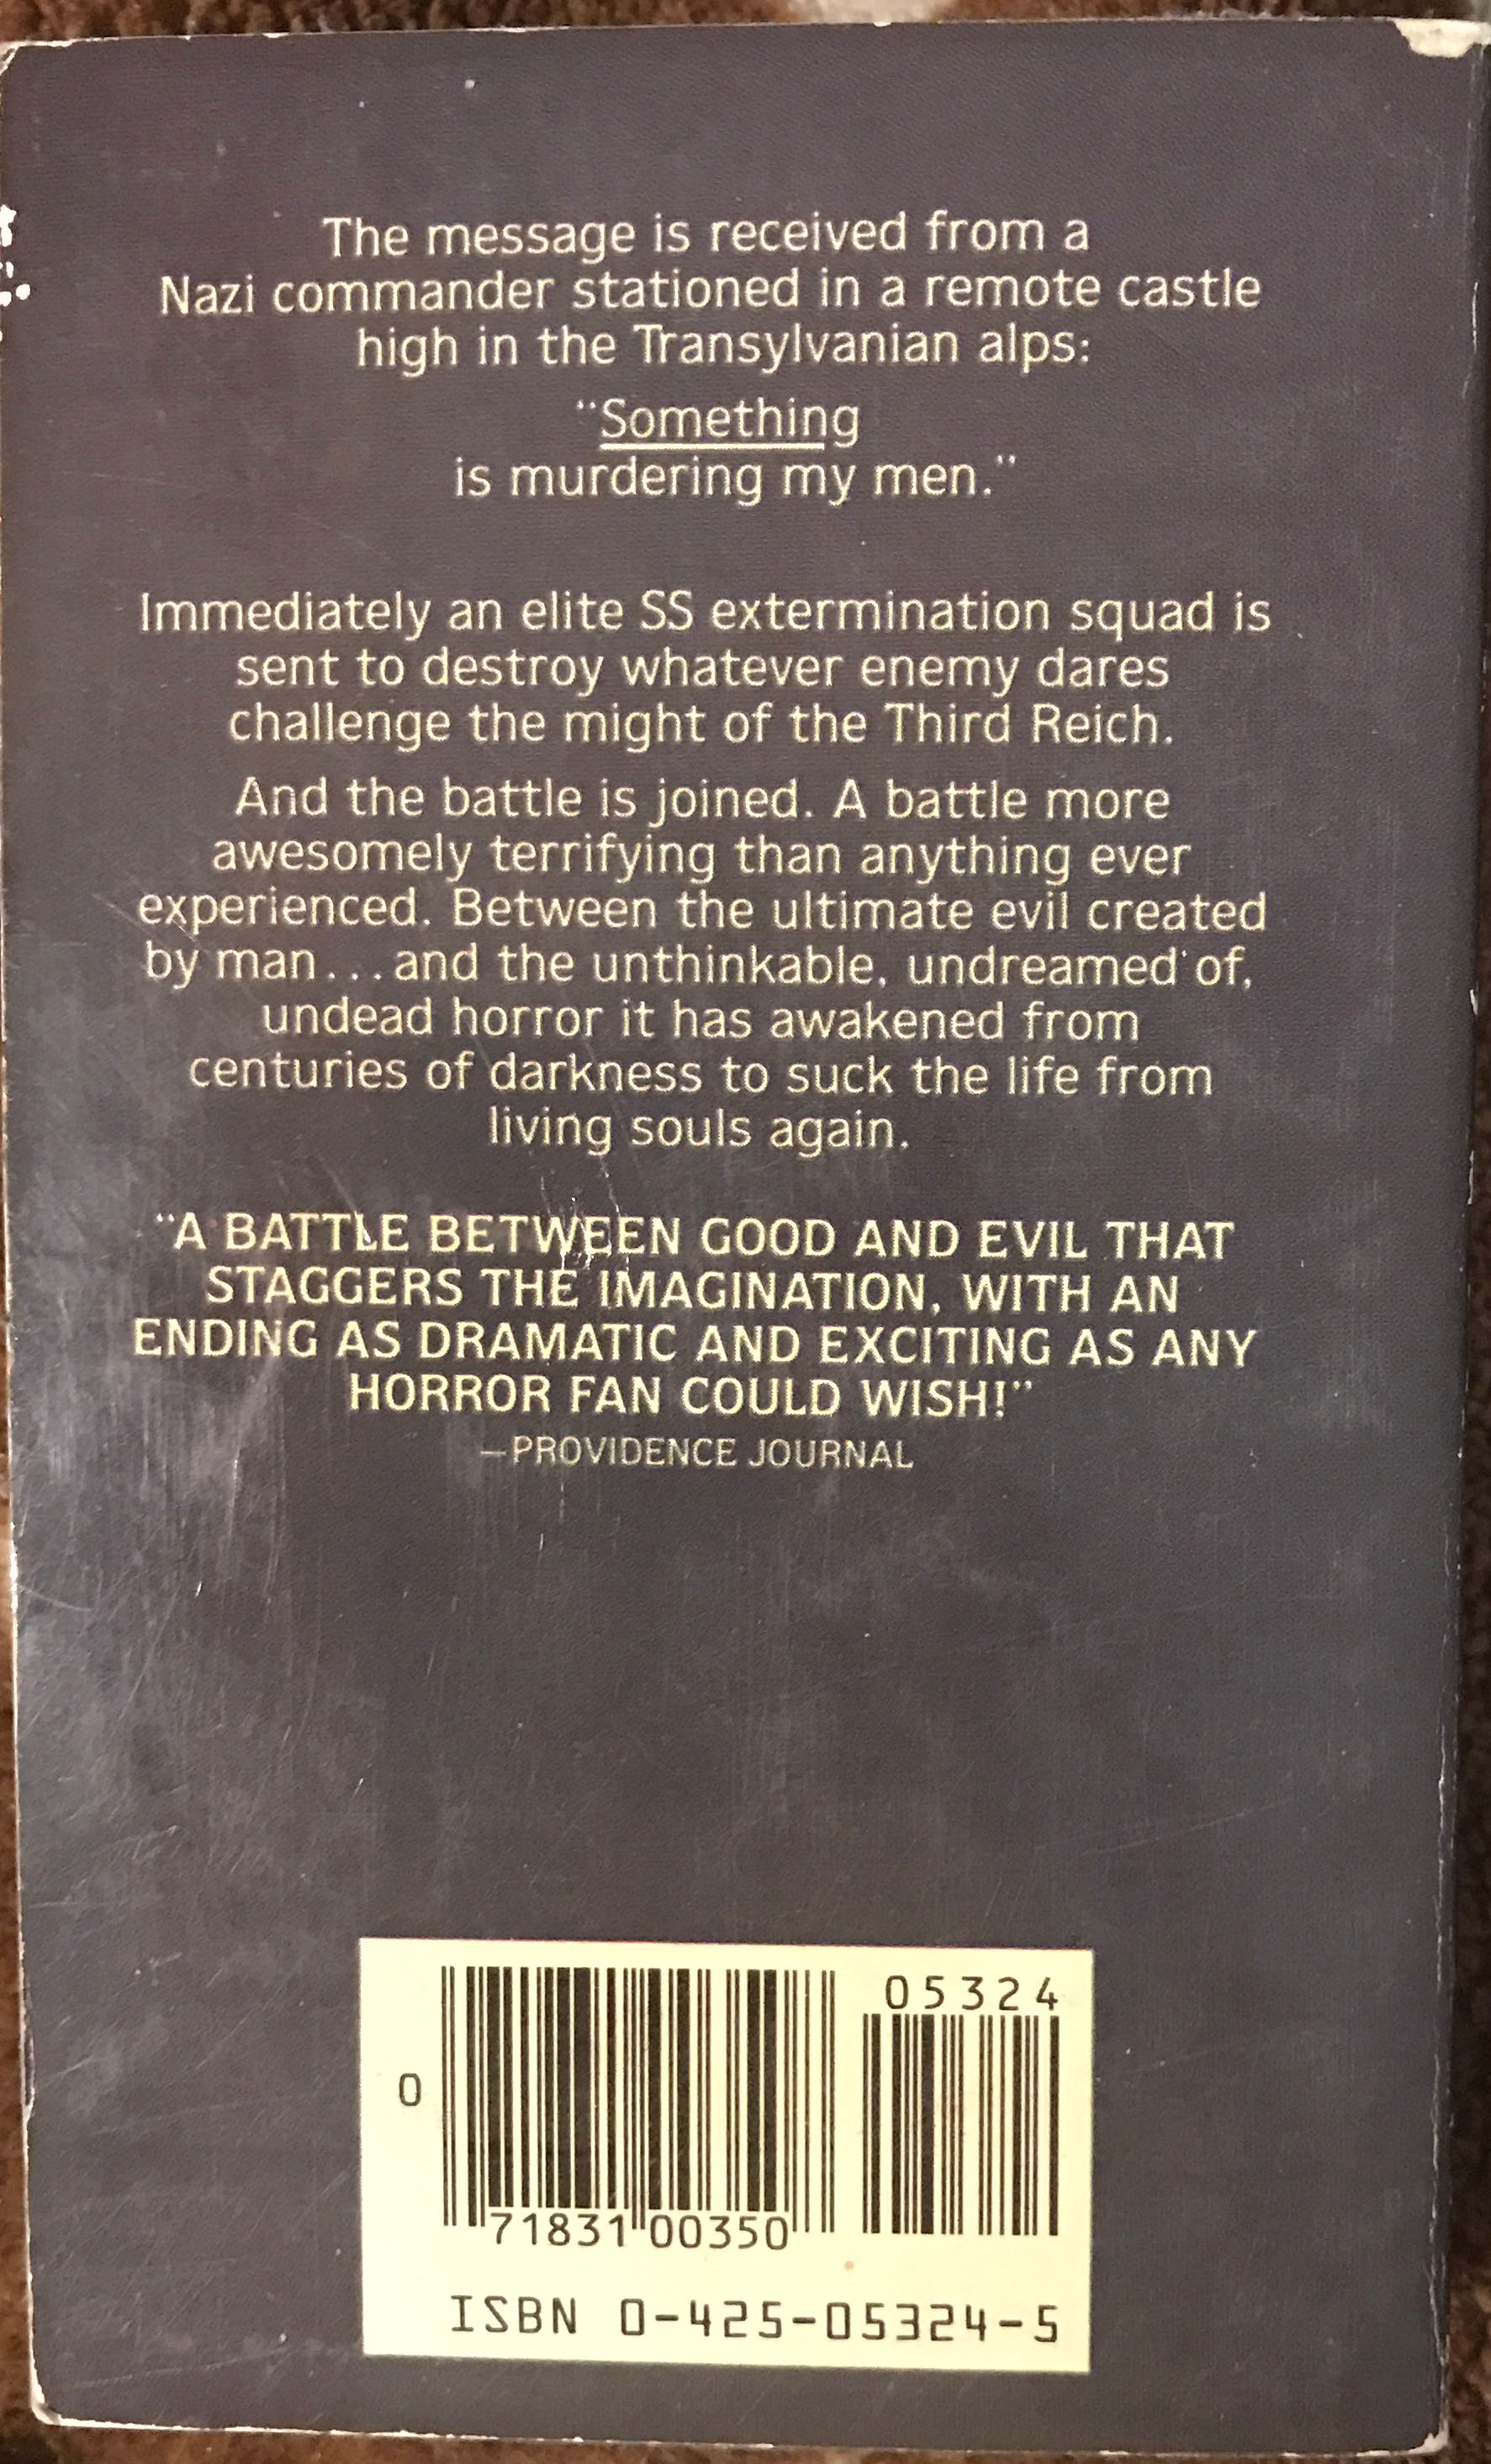 The message is received from a
Nazi commander stationed in a remote castle
high in the Transylvanian alps:
"Something
is murdering my men."
Immediately an elite SS extermination squad is
sent to destroy whatever enemy dares
challenge the might of the Third Reich.
And the battle is joined. A battle more
awesomely terrifying than anything ever
experienced. Between the ultimate evil created
by man...and the unthinkable, undreamed of,
undead horror it has awakened from
centuries of darkness to suck the life from
living souls again.
"A BATTLE BETWEEN GOOD AND EVIL THAT
STAGGERS THE IMAGINATION, WITH AN
ENDING AS DRAMATIC AND EXCITING AS ANY
HORROR FAN COULD WISH!"
—PROVIDENCE JOURNAL
05324
0
71831 00350
ISBN 0-425-05324-5